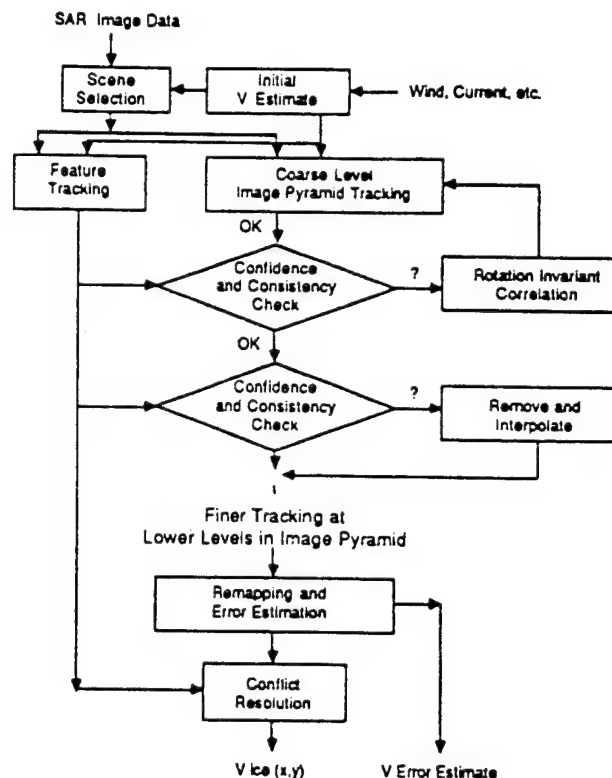 SAR Image Data
Scene
Selection
Initial
V Estimate
Wind, Current, etc.
Feature
Tracking
Coarse Level
Image Pyramid Tracking
OK
Confidence
and Consistency
Check
?
Rotation Invariant
Correlation
OK
Confidence
and Consistency
Check
?
Remove and
Interpolate
Finer Tracking at
Lower Levels in Image Pyramid
Remapping and
Error Estimation
Conflict
Resolution
V Ice (x,y)
V Error Estimate